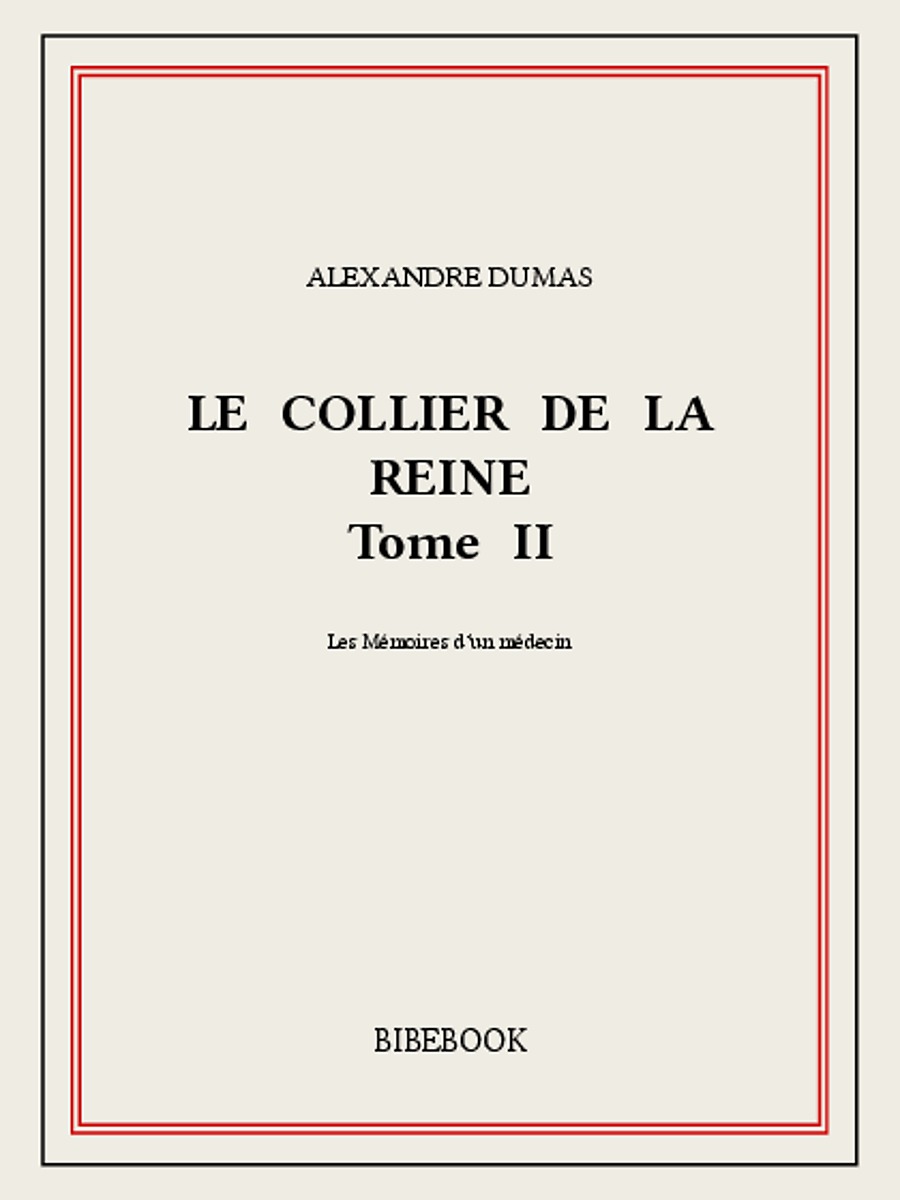 ALEXANDRE DUMAS
LE COLLIER DE LA
REINE
Tome II
Les Mémoires d'un médecin
BIBEBOOK